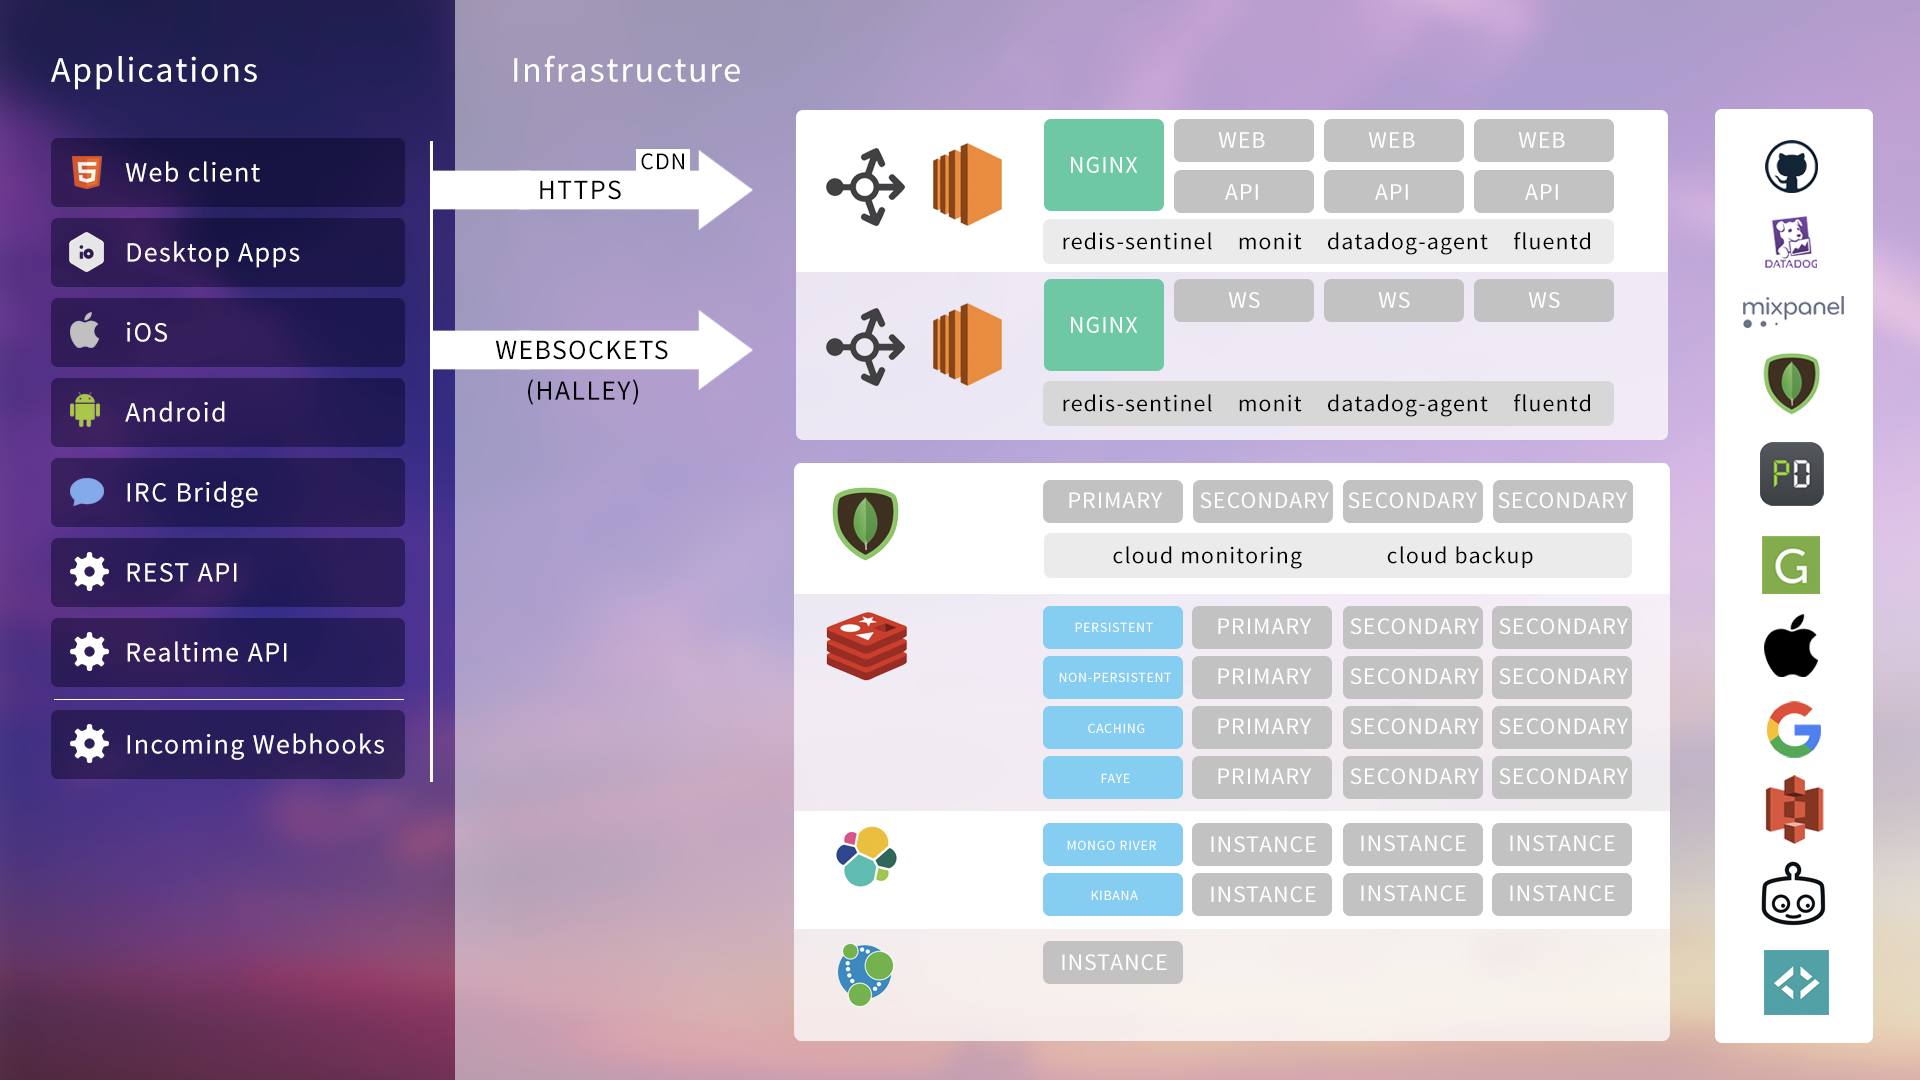 Applications
Web client
io
Desktop Apps
iOS
Android
IRC Bridge
REST API
Realtime API
Incoming Webhooks
Infrastructure
CDN
HTTPS
WEBSOCKETS
(HALLEY)
NGINX
WEB WEB WEB
API API API
redis-sentinel monit datadog-agent fluentd
NGINX
WS WS WS
redis-sentinel monit datadog-agent fluentd
PRIMARY SECONDARY SECONDARY SECONDARY
cloud monitoring cloud backup
PERSISTENT PRIMARY SECONDARY SECONDARY
NON-PERSISTENT PRIMARY SECONDARY SECONDARY
CACHING PRIMARY SECONDARY SECONDARY
FAYE PRIMARY SECONDARY SECONDARY
MONGO RIVER INSTANCE INSTANCE INSTANCE
KIBANA INSTANCE INSTANCE INSTANCE
INSTANCE
DATADOG
mixpanel
PD
G
G